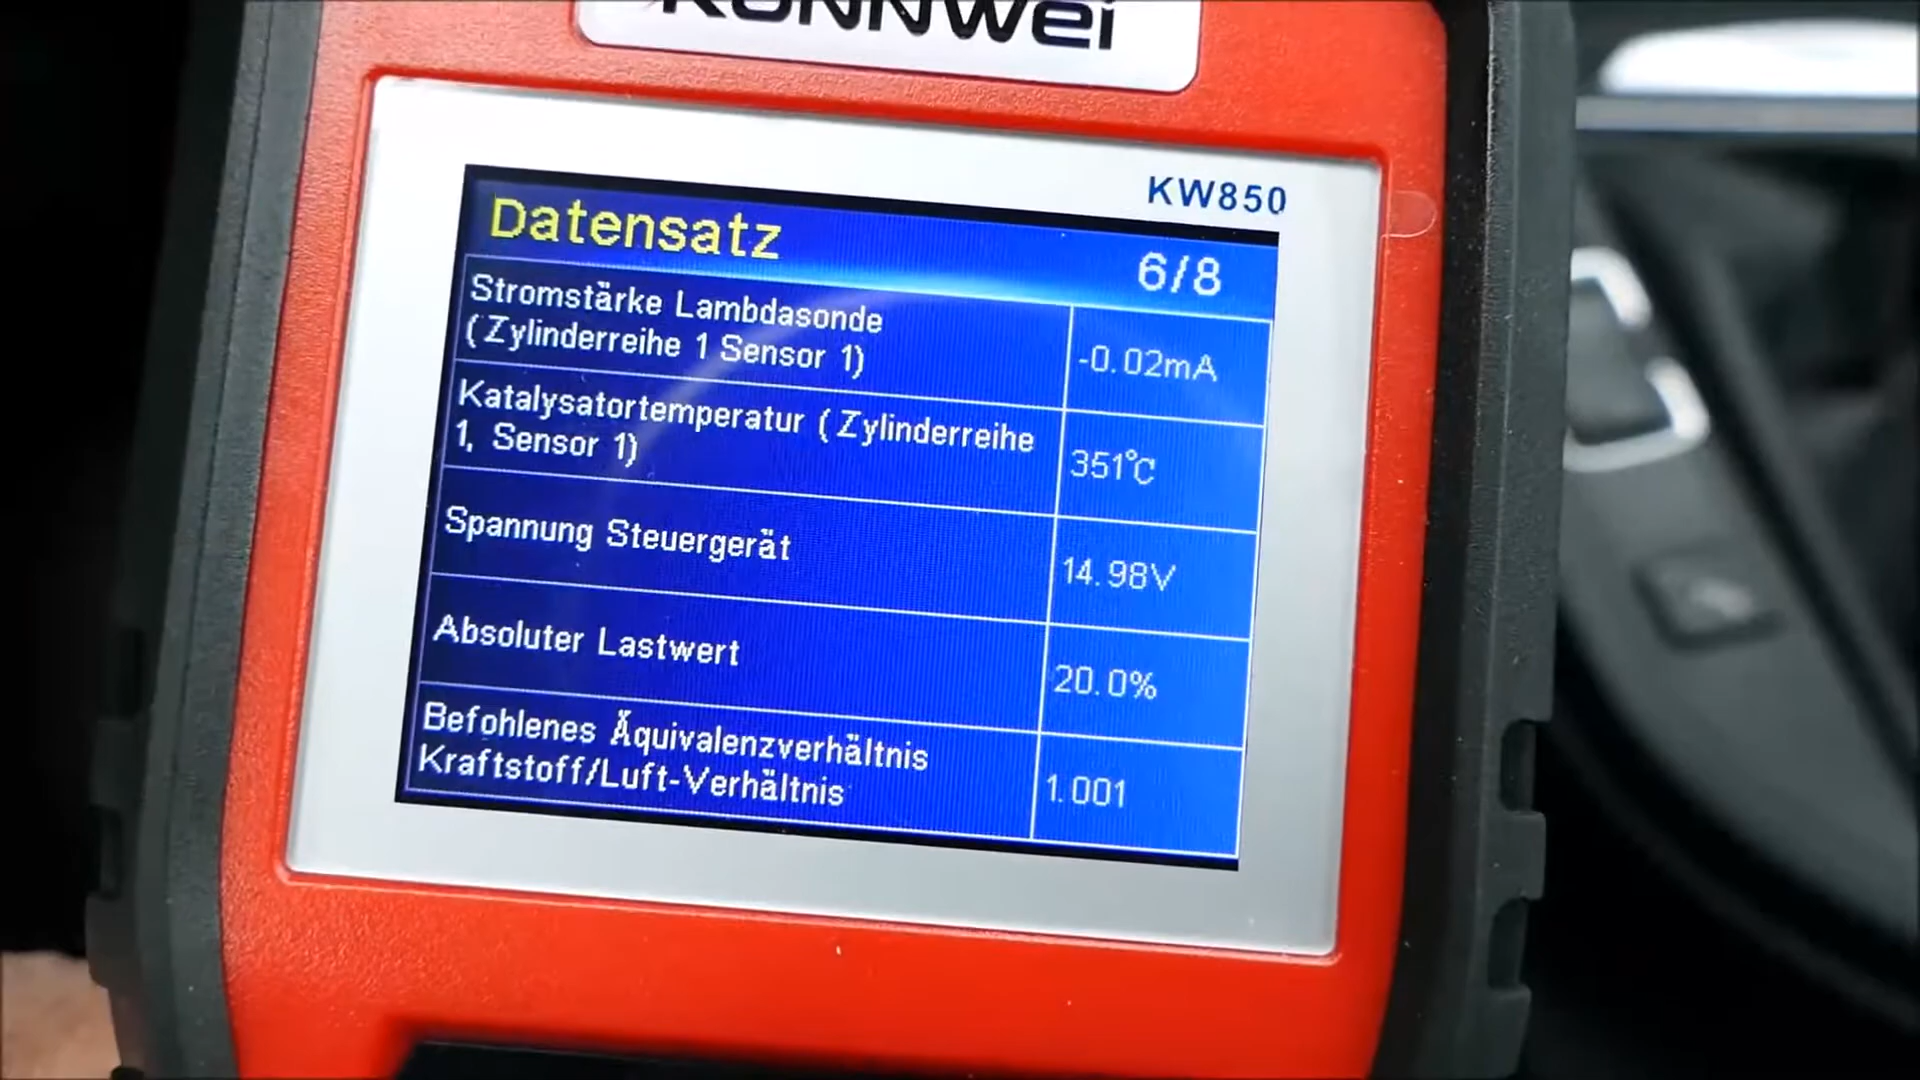 KONNWEI
KW850
Datensatz
6/8
Stromstärke Lambdasonde
(Zylinderreihe 1 Sensor 1)
-0.02mA
Katalysatortemperatur (Zylinderreihe
1, Sensor 1)
351°C
Spannung Steuergerät
14.98V
Absoluter Lastwert
20.0%
Befohlenes Äquivalenzverhältnis
Kraftstoff/Luft-Verhältnis
1.001